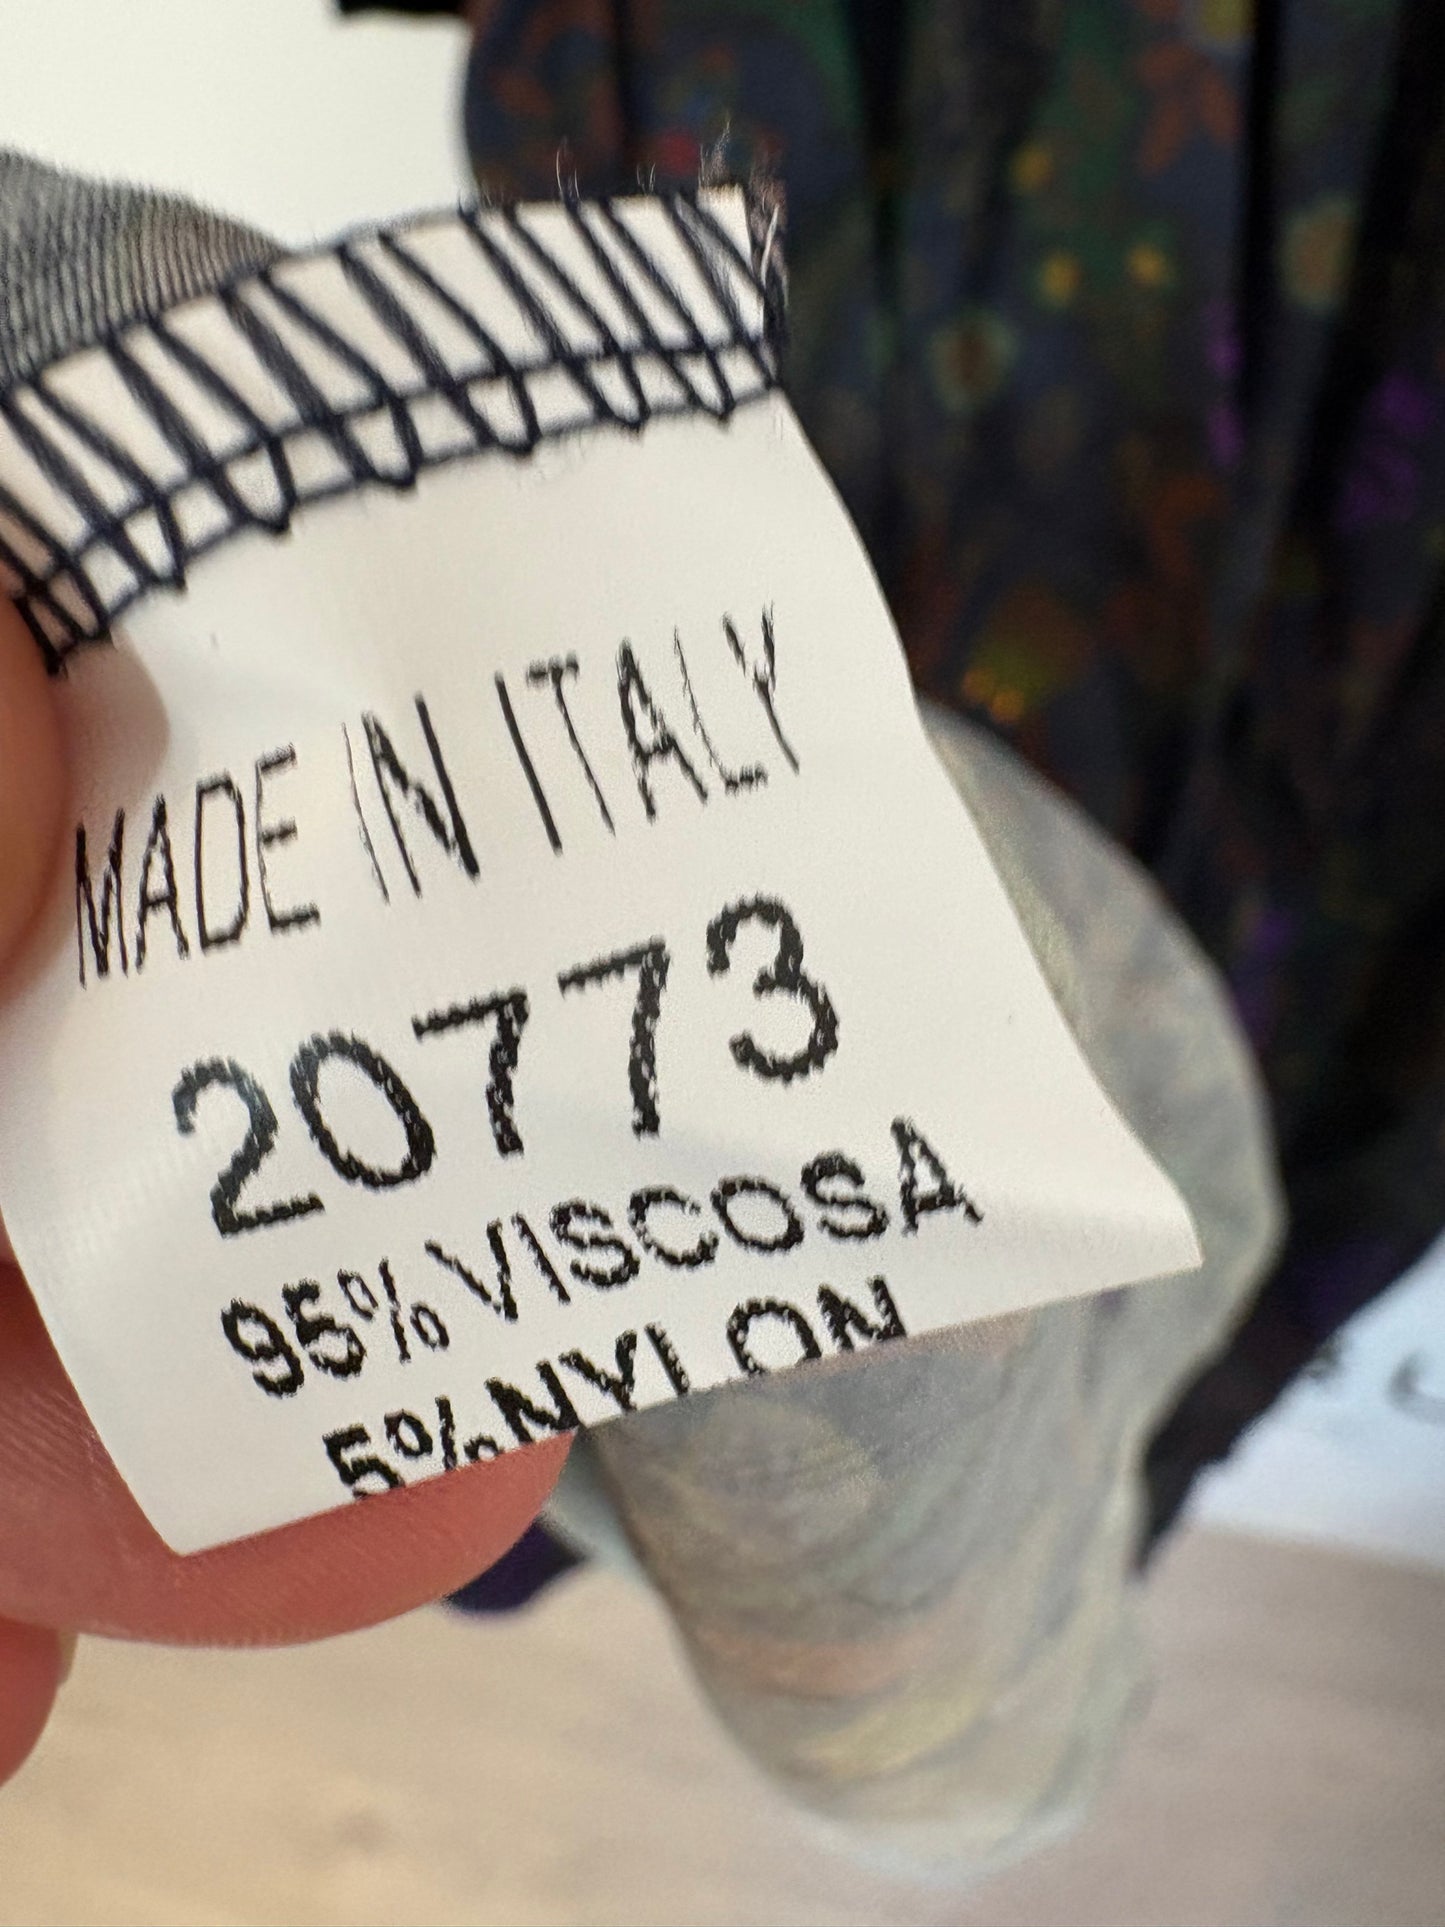 MADE IN ITALY
20773
95% VISCOSA
5% NYLON